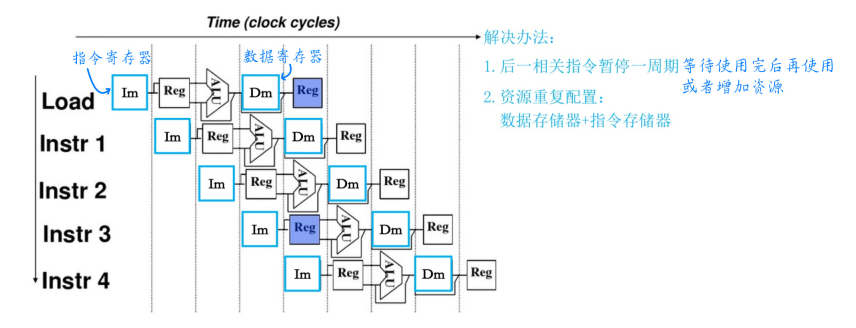 Time (clock cycles)
指令寄存器
数据寄存器
解决办法：
1. 后一相关指令暂停一周期 等待使用完后再使用
或者增加资源
2. 资源重复配置：
数据存储器+指令存储器
Load Im Reg ALU Dm Reg
Instr 1 Im Reg ALU Dm Reg
Instr 2 Im Reg ALU Dm Reg
Instr 3 Im Reg ALU Dm Reg
Instr 4 Im Reg ALU Dm Reg